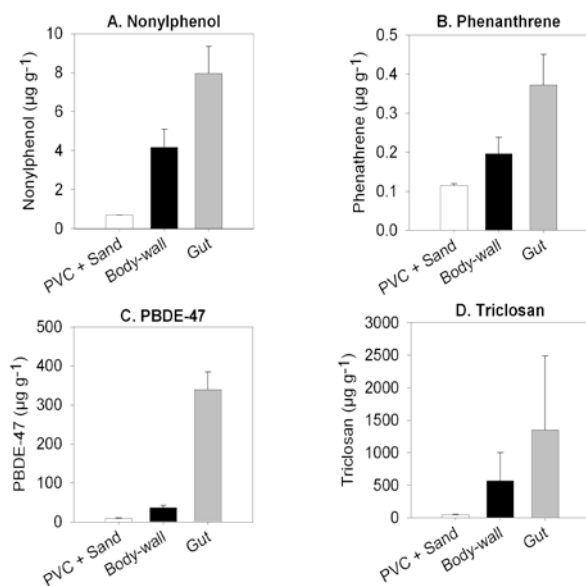 A. Nonylphenol
Nonylphenol (µg g⁻¹)
10
8
6
4
2
0
PVC + Sand
Body-wall
Gut
B. Phenanthrene
Phenathrene (µg g⁻¹)
0.5
0.4
0.3
0.2
0.1
0.0
PVC + Sand
Body-wall
Gut
C. PBDE-47
PBDE-47 (µg g⁻¹)
500
400
300
200
100
0
PVC + Sand
Body-wall
Gut
D. Triclosan
Triclosan (µg g⁻¹)
3000
2500
2000
1500
1000
500
0
PVC + Sand
Body-wall
Gut